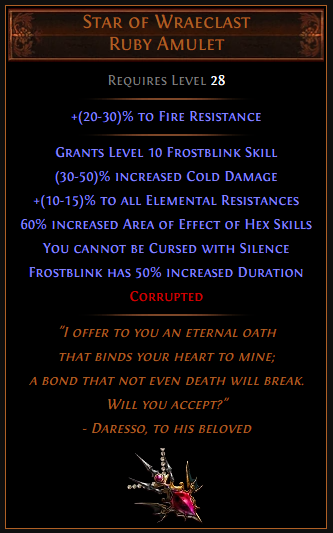 Star of Wraeclast
Ruby Amulet
Requires Level 28
+(20-30)% to Fire Resistance
Grants Level 10 Frostblink Skill
(30-50)% increased Cold Damage
+(10-15)% to all Elemental Resistances
60% increased Area of Effect of Hex Skills
You cannot be Cursed with Silence
Frostblink has 50% increased Duration
Corrupted
"I offer to you an eternal oath
that binds your heart to mine;
a bond that not even death will break.
Will you accept?"
- Daresso, to his beloved